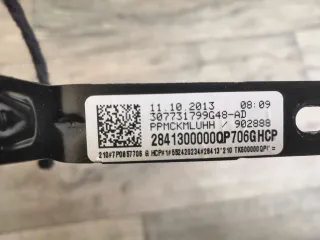 11.10.2013 08:09
307731799G48-AD
PPMCKMLUHH / 902888
2841300000QP706GHCP